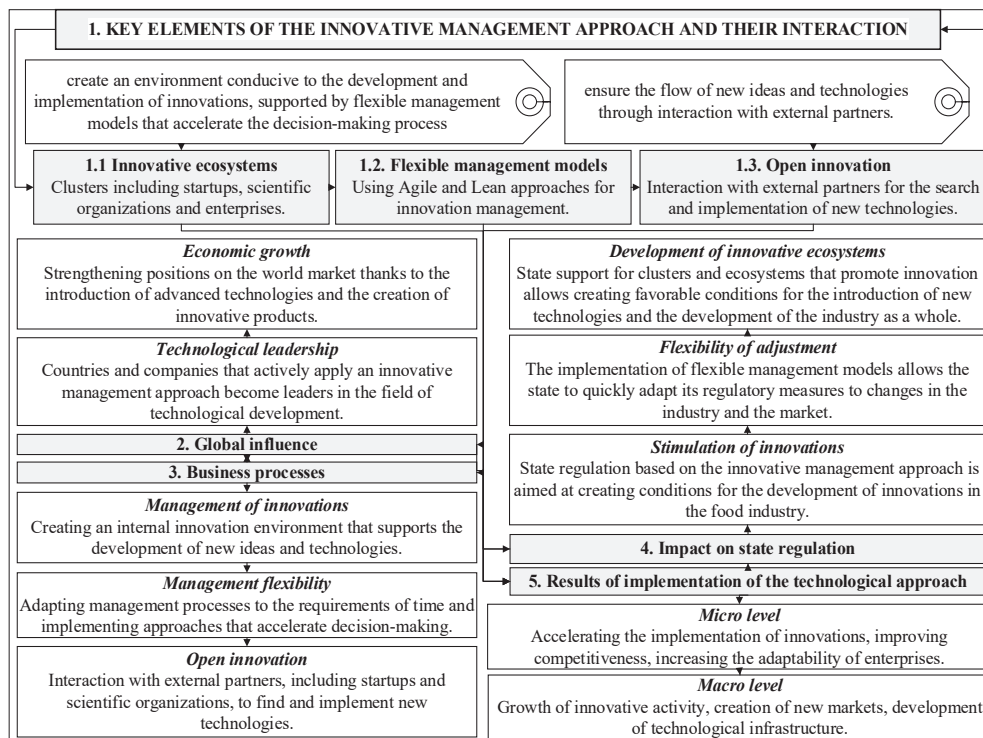 1. KEY ELEMENTS OF THE INNOVATIVE MANAGEMENT APPROACH AND THEIR INTERACTION
create an environment conducive to the development and
implementation of innovations, supported by flexible management
models that accelerate the decision-making process
ensure the flow of new ideas and technologies
through interaction with external partners.
1.1 Innovative ecosystems
Clusters including startups, scientific
organizations and enterprises.
1.2. Flexible management models
Using Agile and Lean approaches for
innovation management.
1.3. Open innovation
Interaction with external partners for the search
and implementation of new technologies.
Economic growth
Strengthening positions on the world market thanks to the
introduction of advanced technologies and the creation of
innovative products.
Technological leadership
Countries and companies that actively apply an innovative
management approach become leaders in the field of
technological development.
2. Global influence
3. Business processes
Management of innovations
Creating an internal innovation environment that supports the
development of new ideas and technologies.
Management flexibility
Adapting management processes to the requirements of time and
implementing approaches that accelerate decision-making.
Open innovation
Interaction with external partners, including startups and
scientific organizations, to find and implement new
technologies.
Development of innovative ecosystems
State support for clusters and ecosystems that promote innovation
allows creating favorable conditions for the introduction of new
technologies and the development of the industry as a whole.
Flexibility of adjustment
The implementation of flexible management models allows the
state to quickly adapt its regulatory measures to changes in the
industry and the market.
Stimulation of innovations
State regulation based on the innovative management approach is
aimed at creating conditions for the development of innovations in
the food industry.
4. Impact on state regulation
5. Results of implementation of the technological approach
Micro level
Accelerating the implementation of innovations, improving
competitiveness, increasing the adaptability of enterprises.
Macro level
Growth of innovative activity, creation of new markets, development
of technological infrastructure.